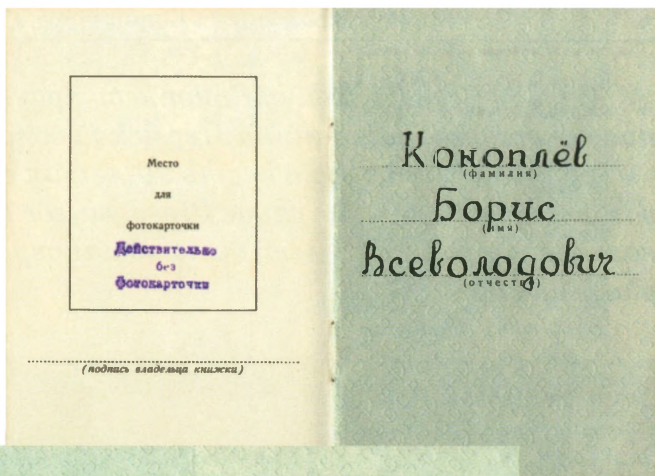 Место
для
фотокарточки
Действительно
без
Фотокарточки
(подпись владельца книжки)
Коноплёв
(фамилия)
Борис
(имя)
Всеволодович
(отчество)